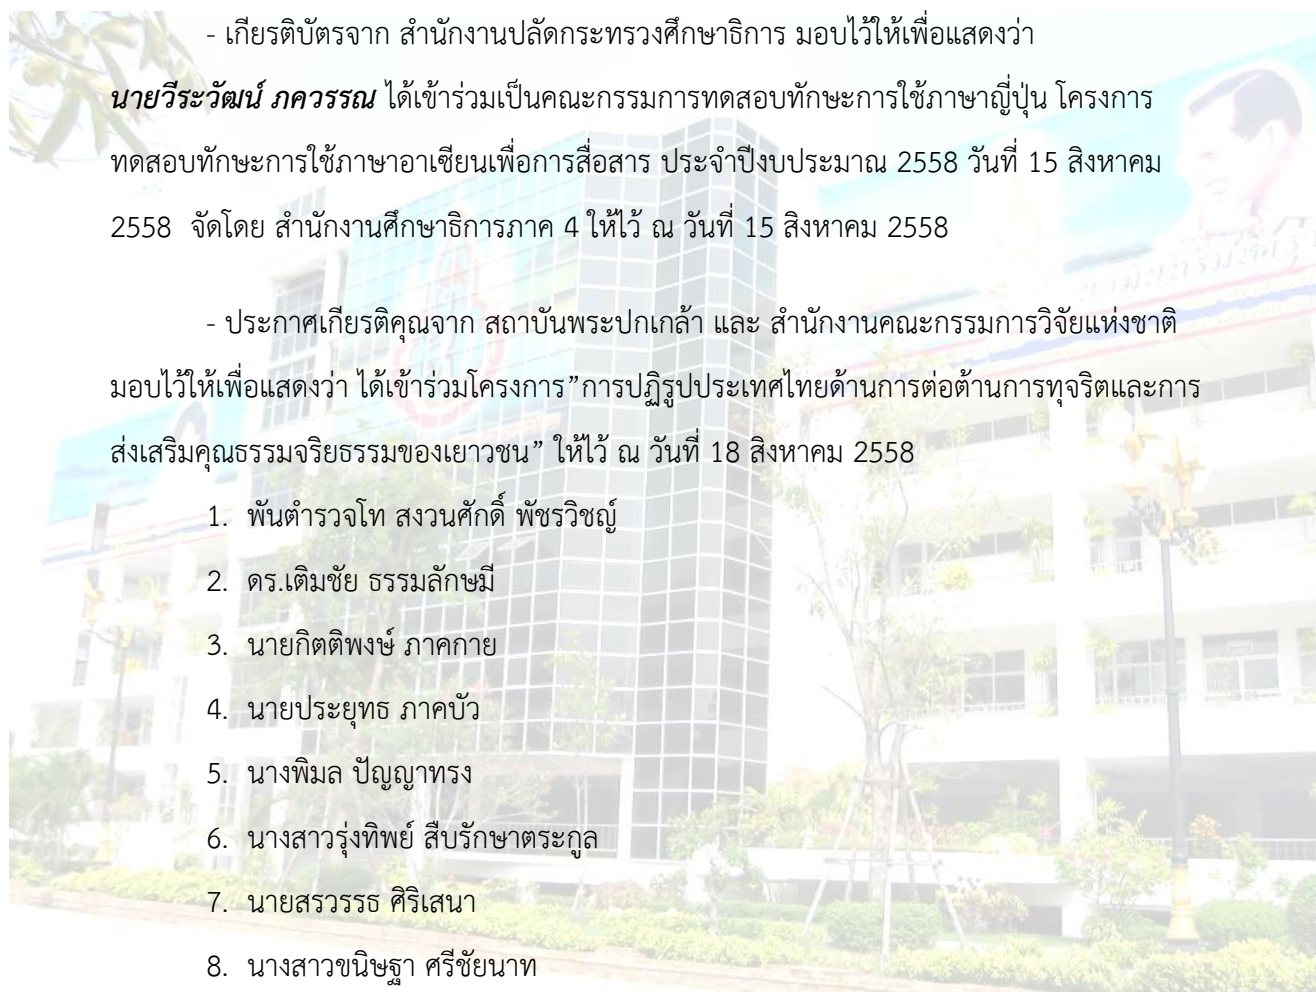 - เกียรติบัตรจาก สำนักงานปลัดกระทรวงศึกษาธิการ มอบไว้ให้เพื่อแสดงว่า
นายวีระวัฒน์ ภควรรณ ได้เข้าร่วมเป็นคณะกรรมการทดสอบทักษะการใช้ภาษาญี่ปุ่น โครงการ
ทดสอบทักษะการใช้ภาษาอาเซียนเพื่อการสื่อสาร ประจำปีงบประมาณ 2558 วันที่ 15 สิงหาคม
2558 จัดโดย สำนักงานศึกษาธิการภาค 4 ให้ไว้ ณ วันที่ 15 สิงหาคม 2558
- ประกาศเกียรติคุณจาก สถาบันพระปกเกล้า และ สำนักงานคณะกรรมการวิจัยแห่งชาติ
มอบไว้ให้เพื่อแสดงว่า ได้เข้าร่วมโครงการ”การปฏิรูปประเทศไทยด้านการต่อต้านการทุจริตและการ
ส่งเสริมคุณธรรมจริยธรรมของเยาวชน” ให้ไว้ ณ วันที่ 18 สิงหาคม 2558
1. พันตำรวจโท สงวนศักดิ์ พัชรวิชญ์
2. ดร.เติมชัย ธรรมลักษมี
3. นายกิตติพงษ์ ภาคกาย
4. นายประยุทธ ภาคบัว
5. นางพิมล ปัญญาทรง
6. นางสาวรุ่งทิพย์ สืบรักษาตระกูล
7. นายสรวรรธ ศิริเสนา
8. นางสาวขนิษฐา ศรีชัยนาท